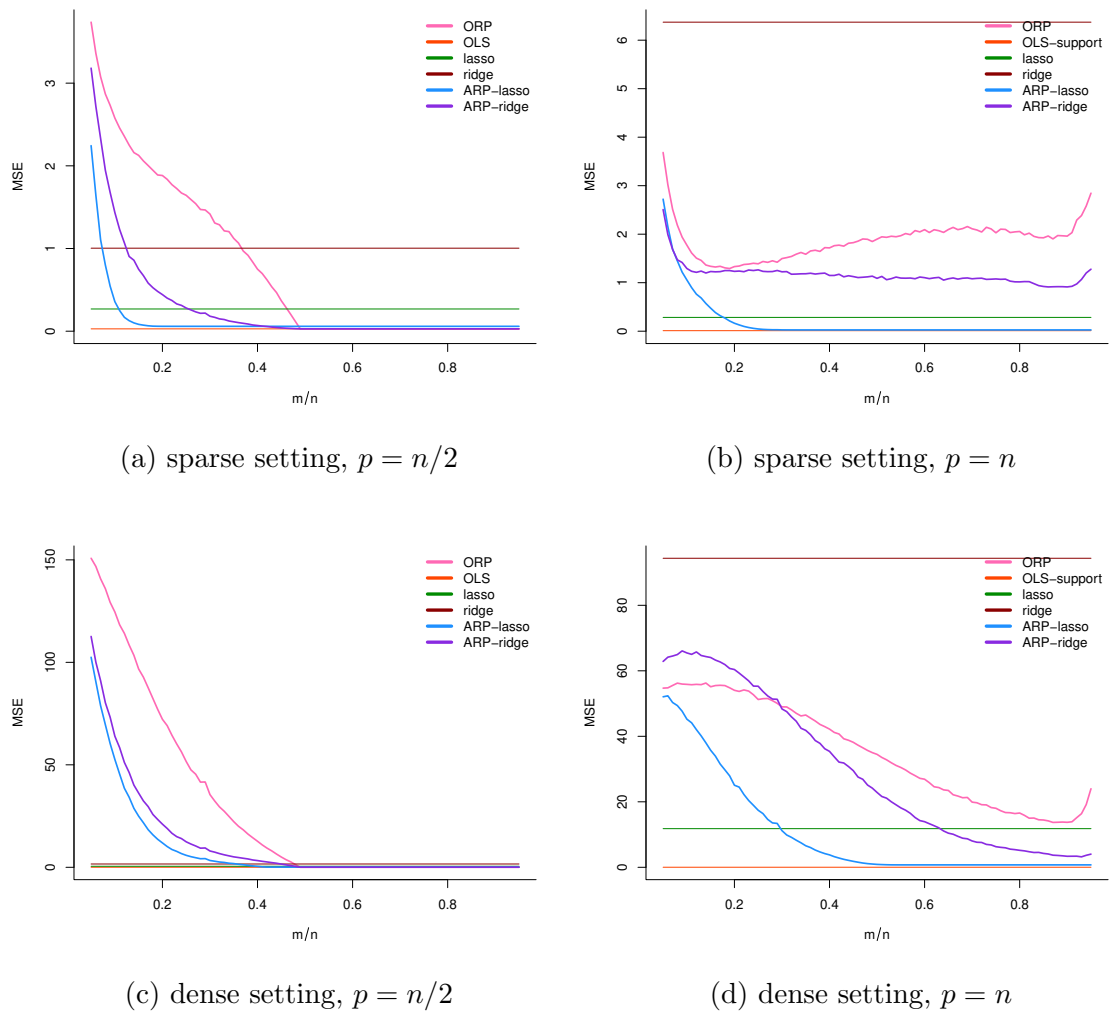 ORP
OLS
lasso
ridge
ARP-lasso
ARP-ridge
MSE
3
2
1
0
0.2 0.4 0.6 0.8
m/n
(a) sparse setting, p = n/2
ORP
OLS-support
lasso
ridge
ARP-lasso
ARP-ridge
MSE
6
5
4
3
2
1
0
0.2 0.4 0.6 0.8
m/n
(b) sparse setting, p = n
ORP
OLS
lasso
ridge
ARP-lasso
ARP-ridge
MSE
150
100
50
0
0.2 0.4 0.6 0.8
m/n
(c) dense setting, p = n/2
ORP
OLS-support
lasso
ridge
ARP-lasso
ARP-ridge
MSE
80
60
40
20
0
0.2 0.4 0.6 0.8
m/n
(d) dense setting, p = n